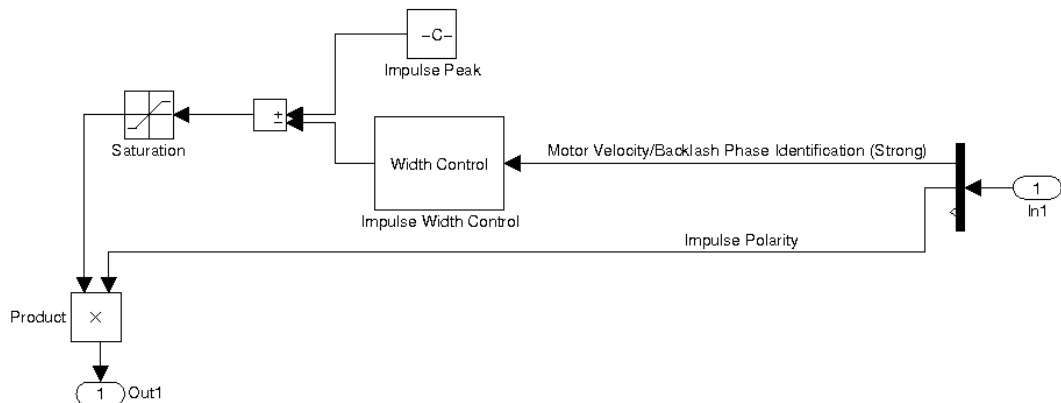 -C-
Impulse Peak
Saturation
±
−
Width Control
Impulse Width Control
Motor Velocity/Backlash Phase Identification (Strong)
1
In1
Impulse Polarity
Product
×
1
Out1